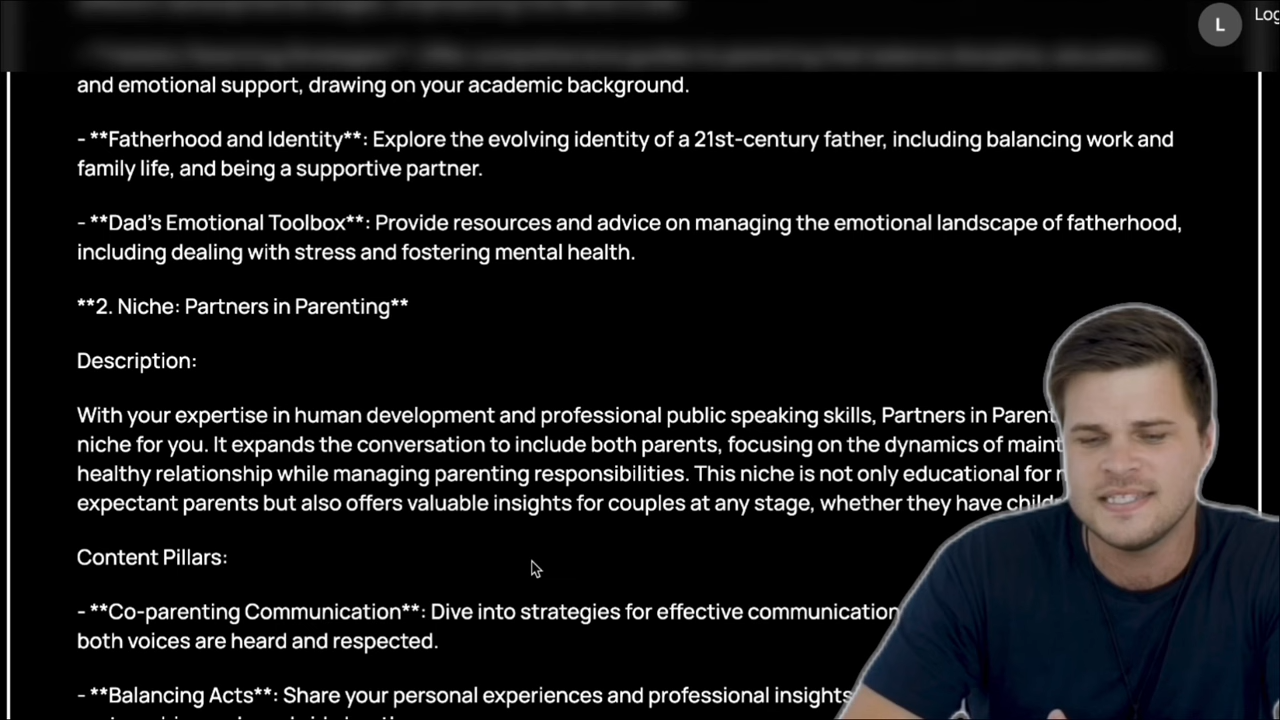 L
and emotional support, drawing on your academic background.
- **Fatherhood and Identity**: Explore the evolving identity of a 21st-century father, including balancing work and
family life, and being a supportive partner.
- **Dad's Emotional Toolbox**: Provide resources and advice on managing the emotional landscape of fatherhood,
including dealing with stress and fostering mental health.
**2. Niche: Partners in Parenting**
Description:
With your expertise in human development and professional public speaking skills, Partners in
niche for you. It expands the conversation to include both parents, focusing on the dynamics of
healthy relationship while managing parenting responsibilities. This niche is not only educational for
expectant parents but also offers valuable insights for couples at any stage, whether they have
Content Pillars:
- **Co-parenting Communication**: Dive into strategies for effective communication
both voices are heard and respected.
- **Balancing Acts**: Share your personal experiences and professional insights